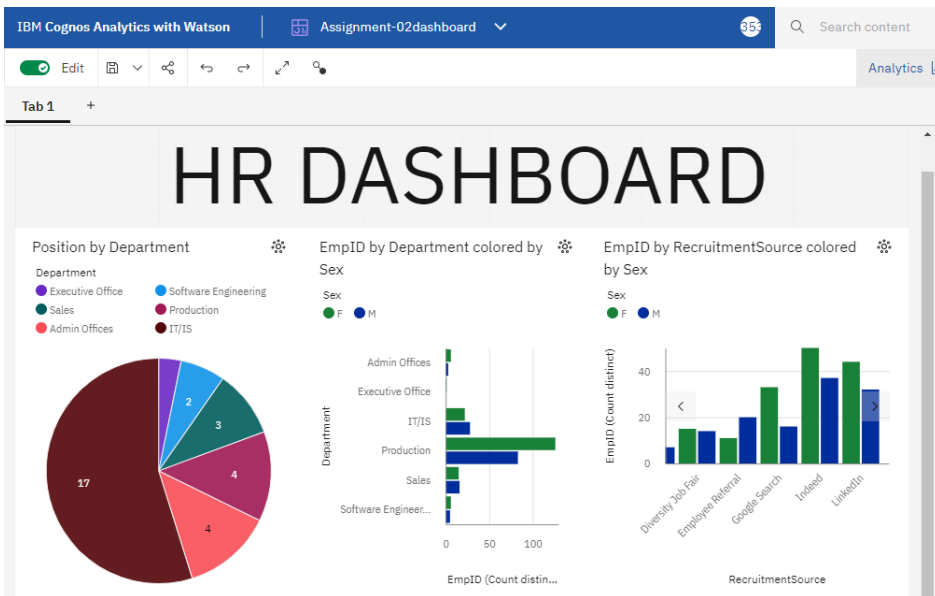 IBM Cognos Analytics with Watson
Assignment-02dashboard
353
Search content
Edit
Analytics
Tab 1
+
HR DASHBOARD
Position by Department
Department
Executive Office
Software Engineering
Sales
Production
Admin Offices
IT/IS
2
3
4
4
17
EmpID by Department colored by
Sex
Sex
F
M
Department
Admin Offices
Executive Office
IT/IS
Production
Sales
Software Engineer...
0
50
100
EmpID (Count distin...
EmpID by RecruitmentSource colored
by Sex
Sex
F
M
EmpID (Count distinct)
40
20
0
Diversity Job Fair
Employee Referral
Google Search
Indeed
LinkedIn
RecruitmentSource